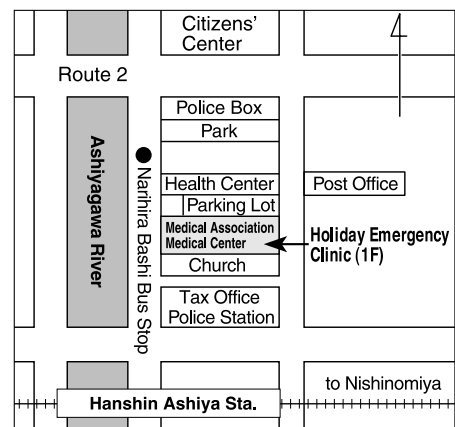 Citizens'
Center
Route 2
Police Box
Park
Ashiyagawa River
Narihira Bashi Bus Stop
Health Center
Post Office
Parking Lot
Medical Association
Medical Center
Holiday Emergency
Clinic (1F)
Church
Tax Office
Police Station
to Nishinomiya
Hanshin Ashiya Sta.